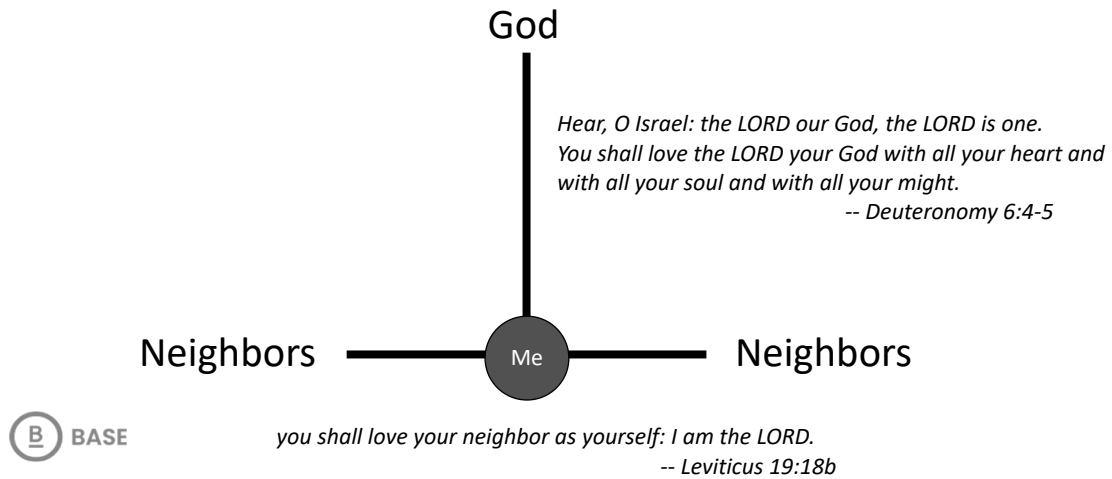 God
Hear, O Israel: the LORD our God, the LORD is one.
You shall love the LORD your God with all your heart and
with all your soul and with all your might.
-- Deuteronomy 6:4-5
Neighbors
Me
Neighbors
B BASE
you shall love your neighbor as yourself: I am the LORD.
-- Leviticus 19:18b